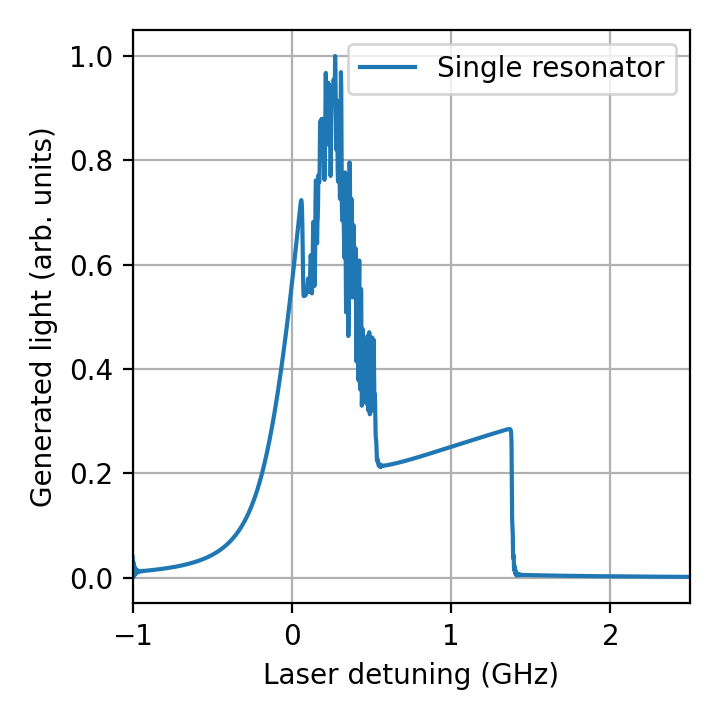 Single resonator
Generated light (arb. units)
1.0
0.8
0.6
0.4
0.2
0.0
−1 0 1 2
Laser detuning (GHz)